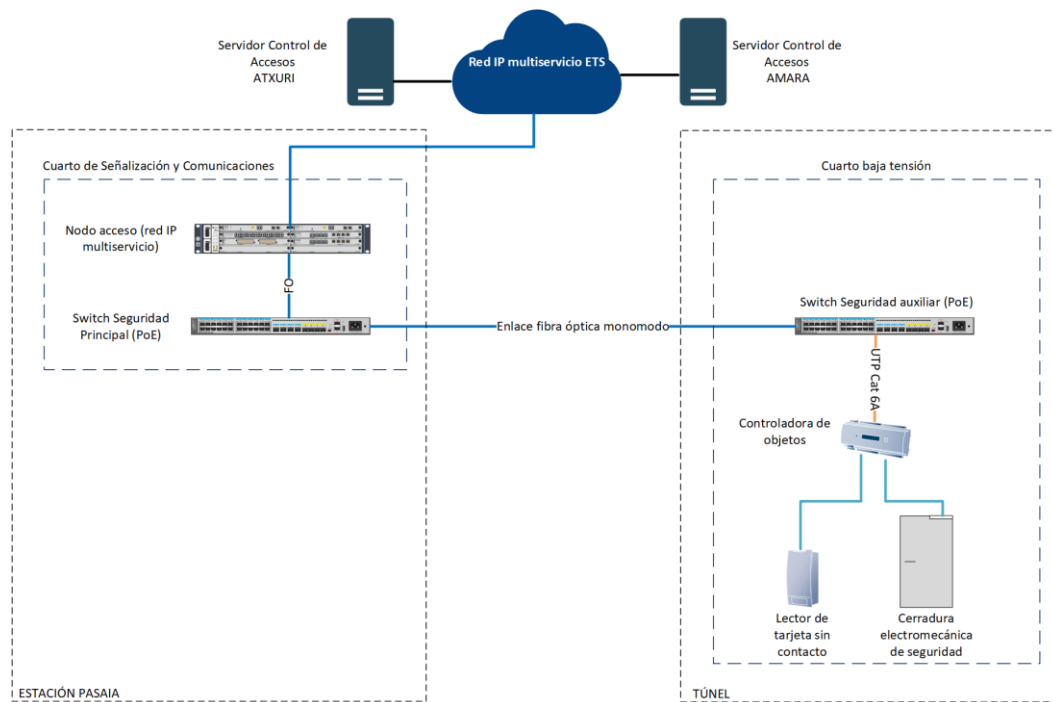 Servidor Control de
Accesos
ATXURI
Red IP multiservicio ETS
Servidor Control de
Accesos
AMARA
Cuarto de Señalización y Comunicaciones
Cuarto baja tensión
Nodo acceso (red IP
multiservicio)
FO
Switch Seguridad
Principal (PoE)
Enlace fibra óptica monomodo
Switch Seguridad auxiliar (PoE)
UTP Cat 6A
Controladora de
objetos
Lector de
tarjeta sin
contacto
Cerradura
electromecánica
de seguridad
ESTACIÓN PASAIA
TÚNEL